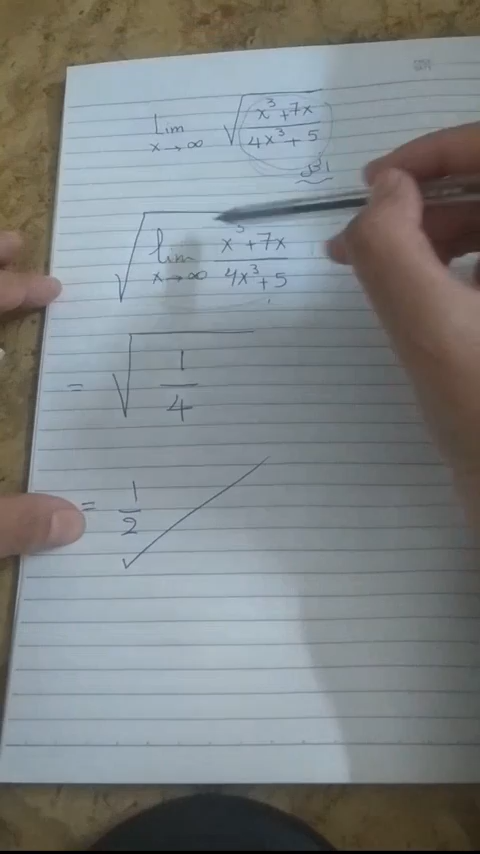 Lim x→∞ √((x³+7x)/(4x³+5))
√(lim x→∞ (x³+7x)/(4x³+5))
= √(1/4)
= 1/2 ✓